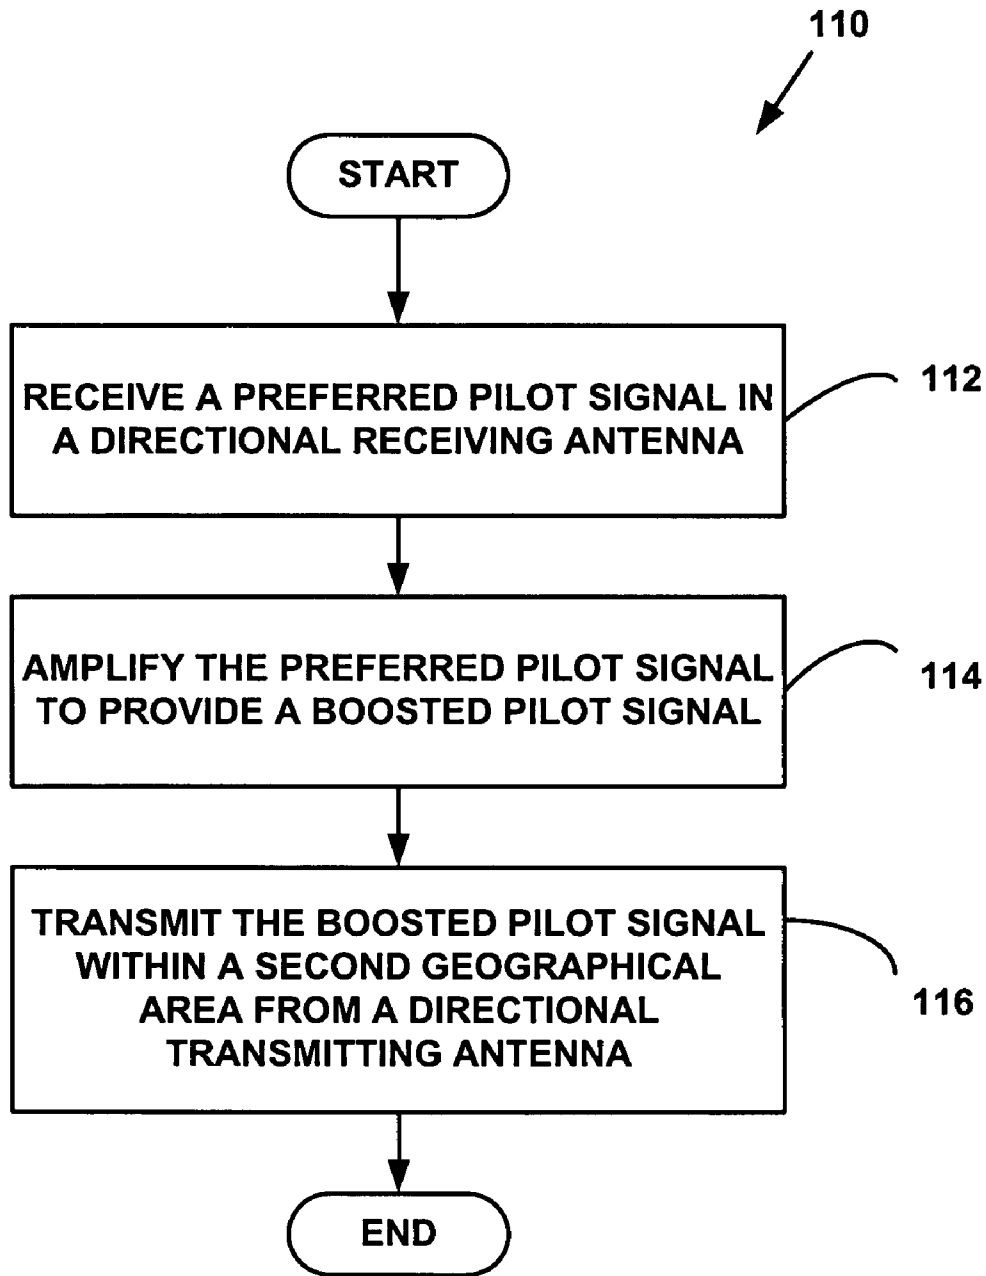 110
START
RECEIVE A PREFERRED PILOT SIGNAL IN
A DIRECTIONAL RECEIVING ANTENNA
112
AMPLIFY THE PREFERRED PILOT SIGNAL
TO PROVIDE A BOOSTED PILOT SIGNAL
114
TRANSMIT THE BOOSTED PILOT SIGNAL
WITHIN A SECOND GEOGRAPHICAL
AREA FROM A DIRECTIONAL
TRANSMITTING ANTENNA
116
END